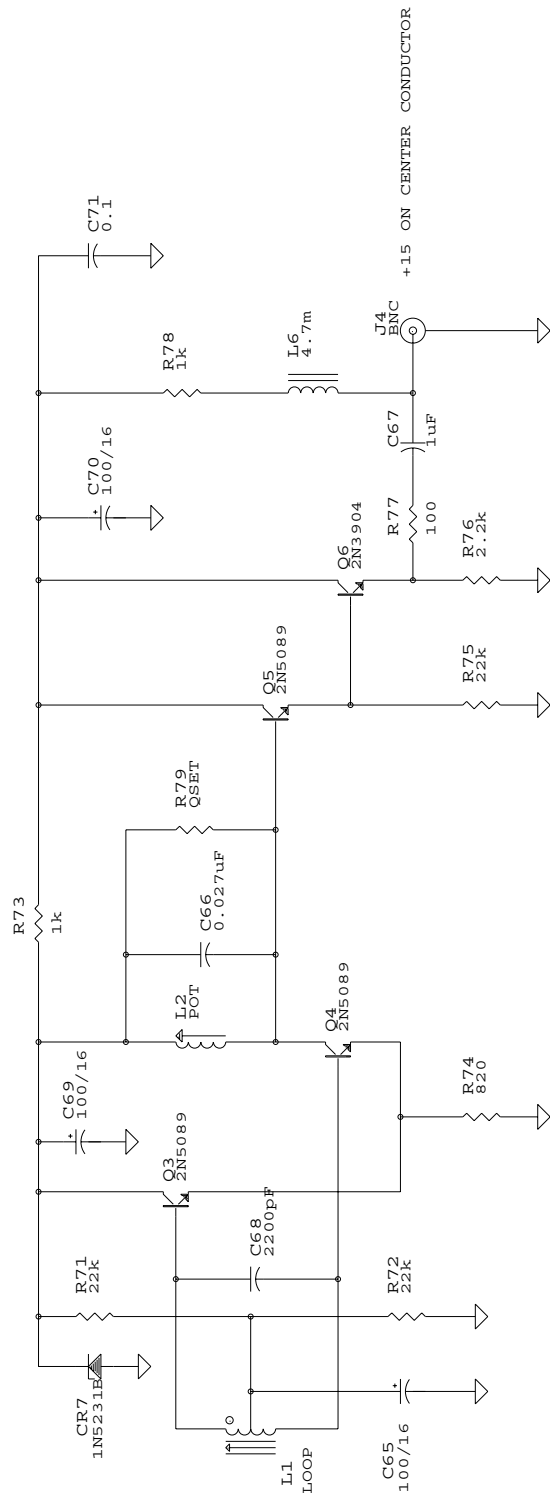 CR7
1N5231B
L1
LOOP
C65
100/16
R71
22k
R72
22k
C68
2200pF
Q3
2N5089
C69
100/16
R74
820
L2
POT
Q4
2N5089
C66
0.027uF
R73
1k
R79
QSET
Q5
2N5089
R75
22k
Q6
2N3904
R76
2.2k
C70
100/16
R77
100
C67
1uF
R78
1k
L6
4.7m
J4
BNC
C71
0.1
+15 ON CENTER CONDUCTOR